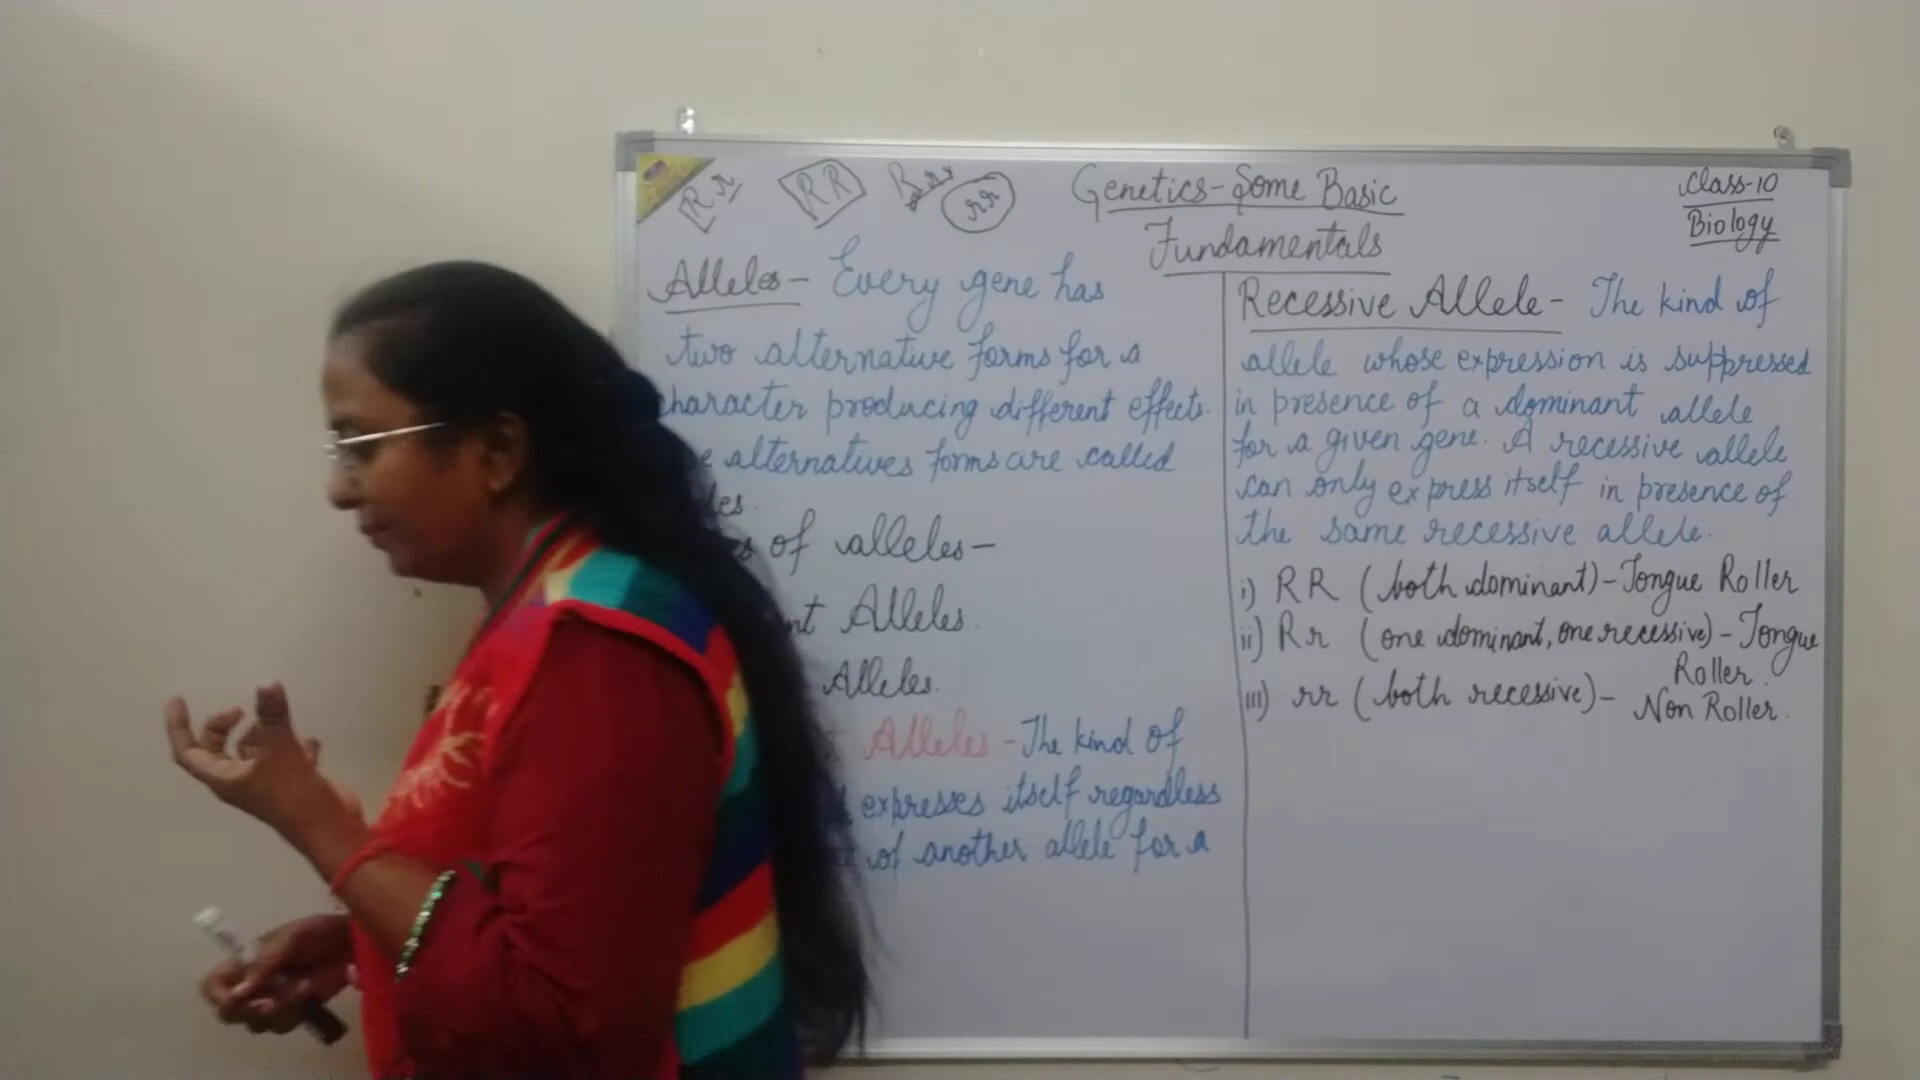 Rr RR rr
Genetics-Some Basic
Fundamentals
Class-10
Biology
Alleles- Every gene has
two alternative forms for a
character producing different effects.
alternatives forms are called
of alleles-
Alleles.
Alleles.
Alleles -The kind of
expresses itself regardless
of another allele for a
Recessive Allele- The kind of
allele whose expression is suppressed
in presence of a dominant allele
for a given gene. A recessive allele
can only express itself in presence of
the same recessive allele.
i) RR (both dominant)-Tongue Roller
ii) Rr (one dominant, one recessive)-Tongue
Roller.
iii) rr (both recessive)- Non Roller.